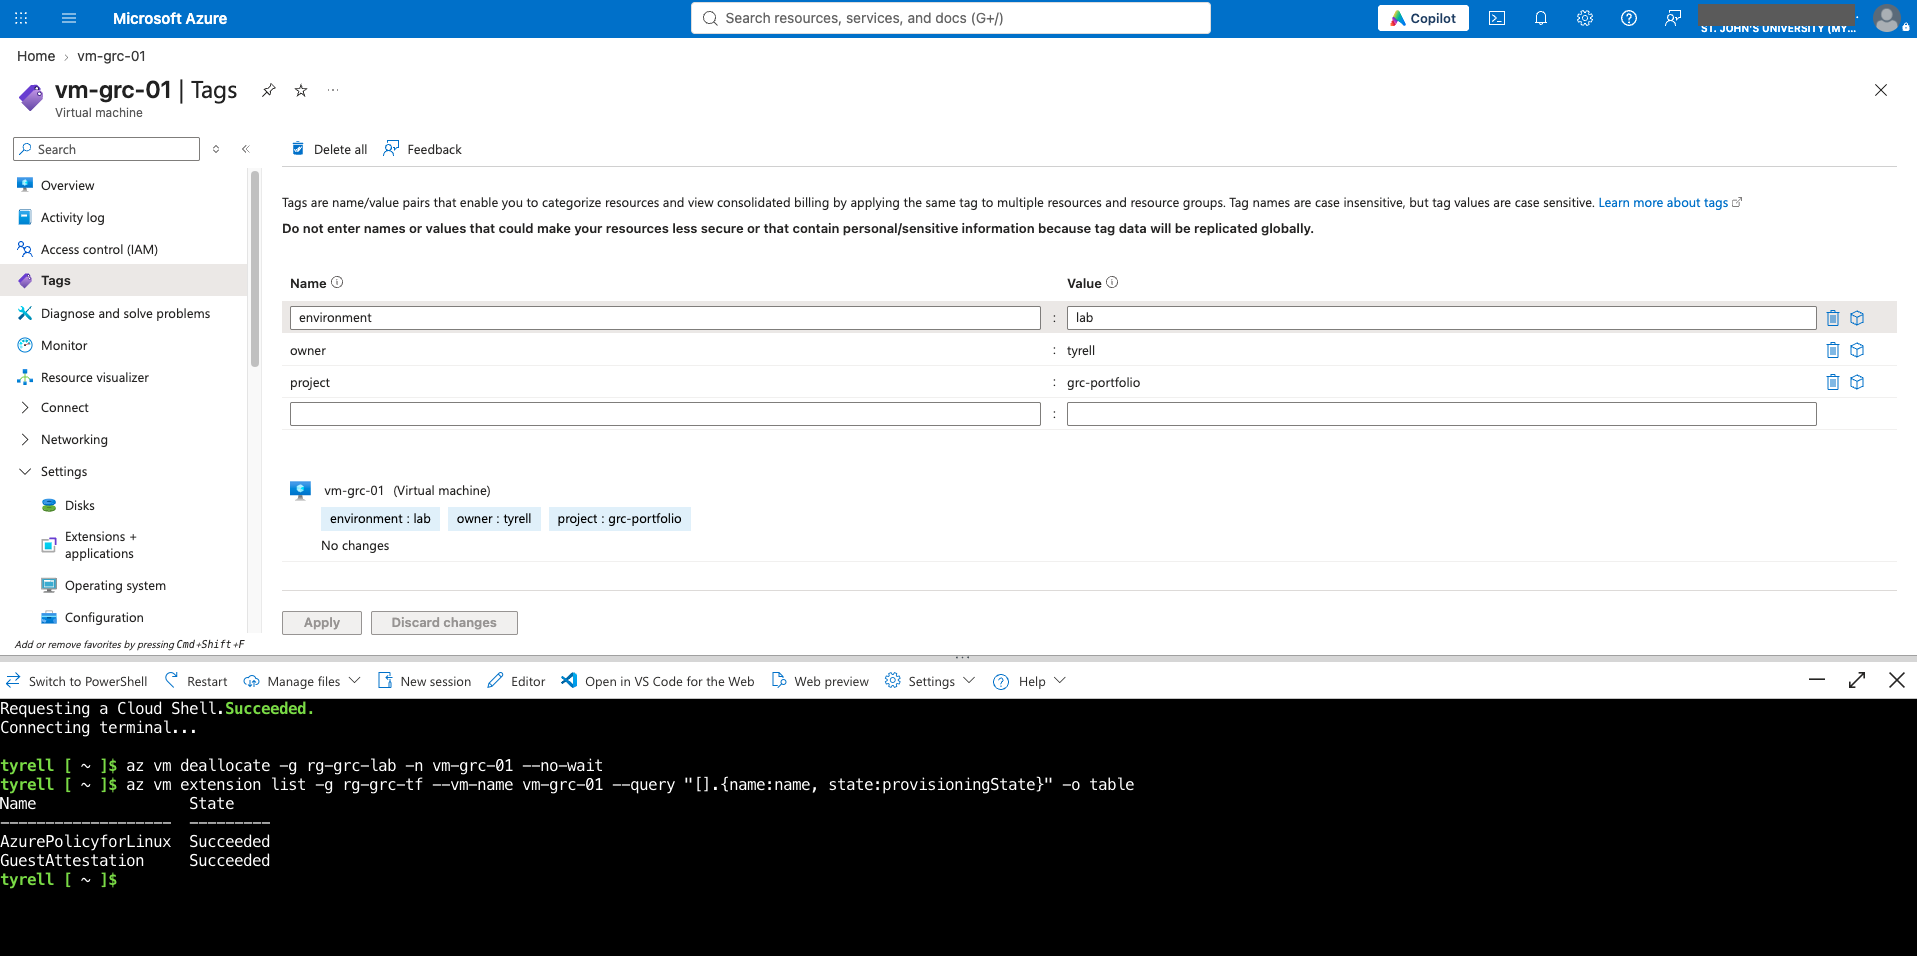 Microsoft Azure
Search resources, services, and docs (G+/)
Copilot
ST. JOHN'S UNIVERSITY (MY...
Home > vm-grc-01
vm-grc-01 | Tags
Virtual machine
Search
Delete all
Feedback
Overview
Activity log
Access control (IAM)
Tags
Diagnose and solve problems
Monitor
Resource visualizer
Connect
Networking
Settings
Disks
Extensions +
applications
Operating system
Configuration
Add or remove favorites by pressing Cmd+Shift+F
Tags are name/value pairs that enable you to categorize resources and view consolidated billing by applying the same tag to multiple resources and resource groups. Tag names are case insensitive, but tag values are case sensitive. Learn more about tags
Do not enter names or values that could make your resources less secure or that contain personal/sensitive information because tag data will be replicated globally.
Name Value
environment : lab
owner : tyrell
project : grc-portfolio
:
vm-grc-01 (Virtual machine)
environment : lab owner : tyrell project : grc-portfolio
No changes
Apply Discard changes
Switch to PowerShell Restart Manage files New session Editor Open in VS Code for the Web Web preview Settings Help
Requesting a Cloud Shell.Succeeded.
Connecting terminal...
tyrell [ ~ ]$ az vm deallocate -g rg-grc-lab -n vm-grc-01 --no-wait
tyrell [ ~ ]$ az vm extension list -g rg-grc-tf --vm-name vm-grc-01 --query "[].{name:name, state:provisioningState}" -o table
Name State
------------------- ---------
AzurePolicyforLinux Succeeded
GuestAttestation Succeeded
tyrell [ ~ ]$